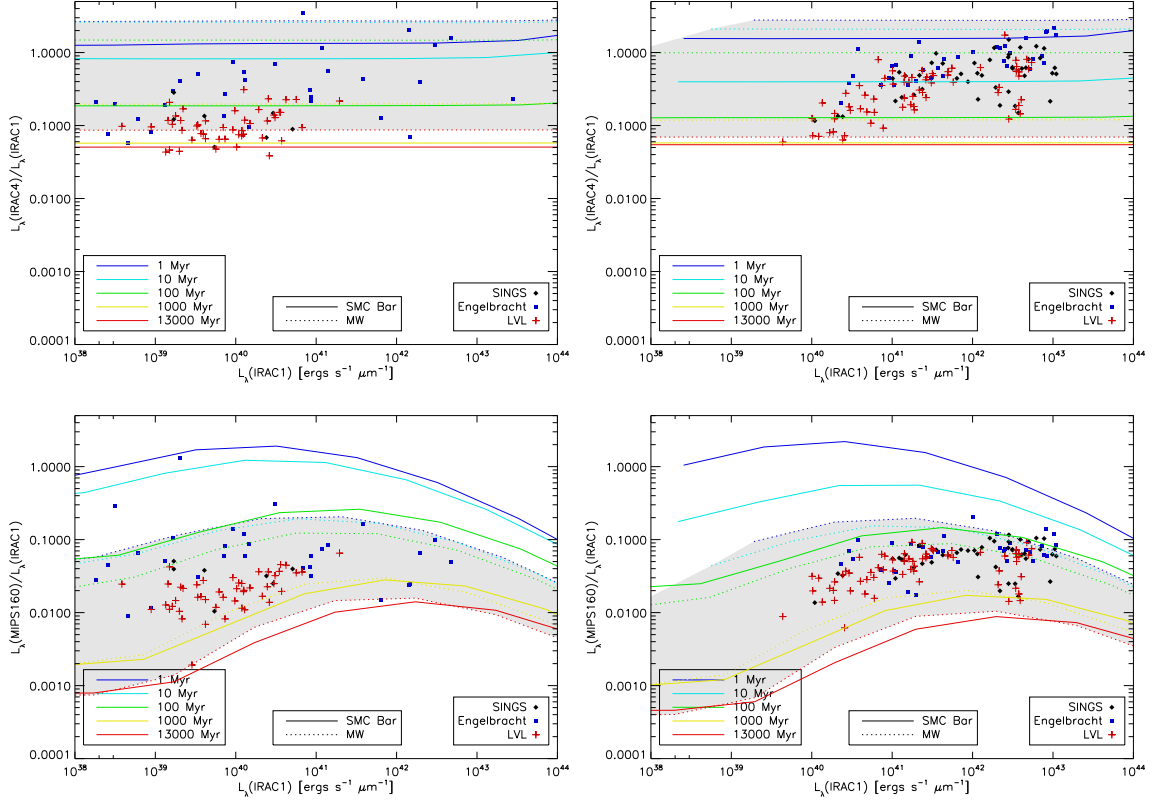 1.0000
0.1000
0.0100
0.0010
0.0001
L_λ(IRAC4)/L_λ(IRAC1)
1 Myr
10 Myr
100 Myr
1000 Myr
13000 Myr
SMC Bar
MW
SINGS
Engelbracht
LVL
10^38 10^39 10^40 10^41 10^42 10^43 10^44
L_λ(IRAC1) [ergs s^-1 μm^-1]
1.0000
0.1000
0.0100
0.0010
0.0001
L_λ(IRAC4)/L_λ(IRAC1)
1 Myr
10 Myr
100 Myr
1000 Myr
13000 Myr
SMC Bar
MW
SINGS
Engelbracht
LVL
10^38 10^39 10^40 10^41 10^42 10^43 10^44
L_λ(IRAC1) [ergs s^-1 μm^-1]
1.0000
0.1000
0.0100
0.0010
0.0001
L_λ(MIPS160)/L_λ(IRAC1)
1 Myr
10 Myr
100 Myr
1000 Myr
13000 Myr
SMC Bar
MW
SINGS
Engelbracht
LVL
10^38 10^39 10^40 10^41 10^42 10^43 10^44
L_λ(IRAC1) [ergs s^-1 μm^-1]
1.0000
0.1000
0.0100
0.0010
0.0001
L_λ(MIPS160)/L_λ(IRAC1)
1 Myr
10 Myr
100 Myr
1000 Myr
13000 Myr
SMC Bar
MW
SINGS
Engelbracht
LVL
10^38 10^39 10^40 10^41 10^42 10^43 10^44
L_λ(IRAC1) [ergs s^-1 μm^-1]